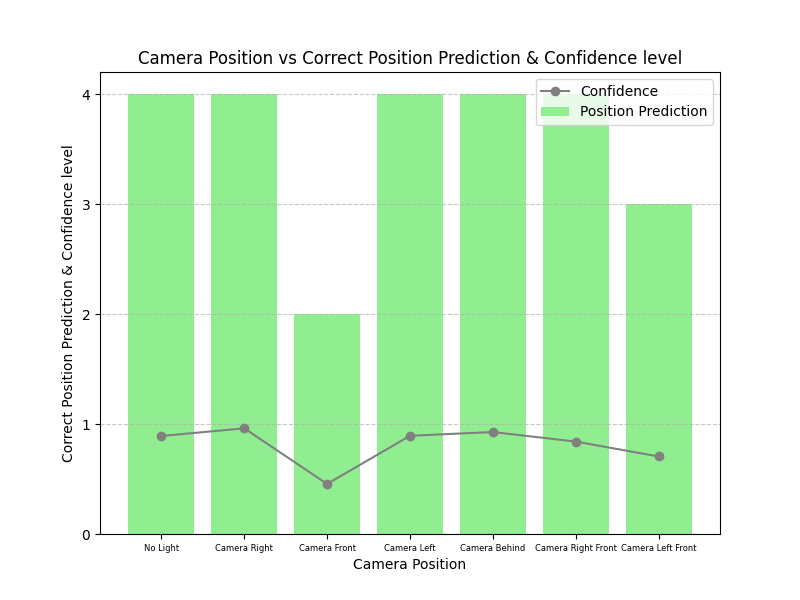 Camera Position vs Correct Position Prediction & Confidence level
Correct Position Prediction & Confidence level
4
3
2
1
0
Confidence
Position Prediction
No Light
Camera Right
Camera Front
Camera Left
Camera Behind
Camera Right Front
Camera Left Front
Camera Position